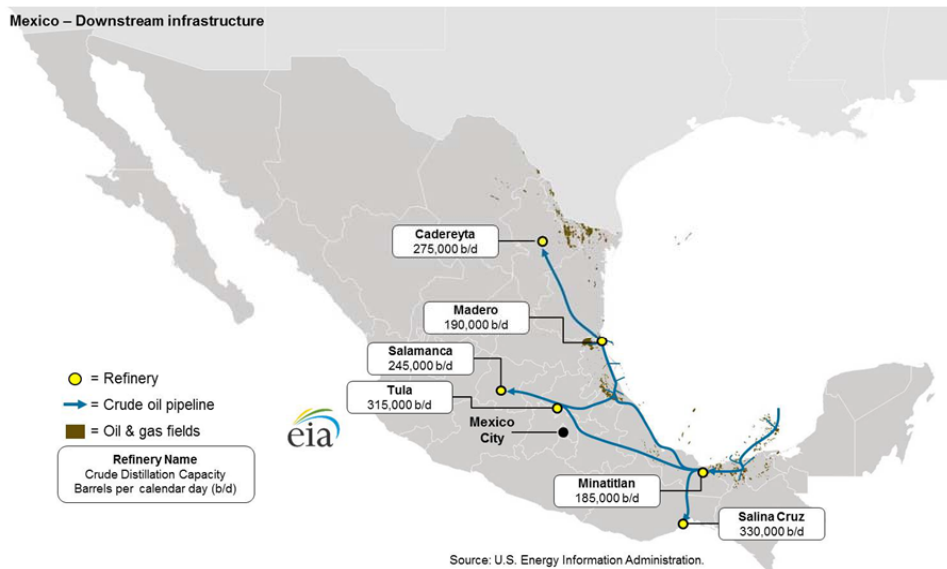 Mexico – Downstream infrastructure
Cadereyta
275,000 b/d
Madero
190,000 b/d
Salamanca
245,000 b/d
Tula
315,000 b/d
Mexico
City
Minatitlan
185,000 b/d
Salina Cruz
330,000 b/d
= Refinery
= Crude oil pipeline
= Oil & gas fields
Refinery Name
Crude Distillation Capacity
Barrels per calendar day (b/d)
eia
Source: U.S. Energy Information Administration.